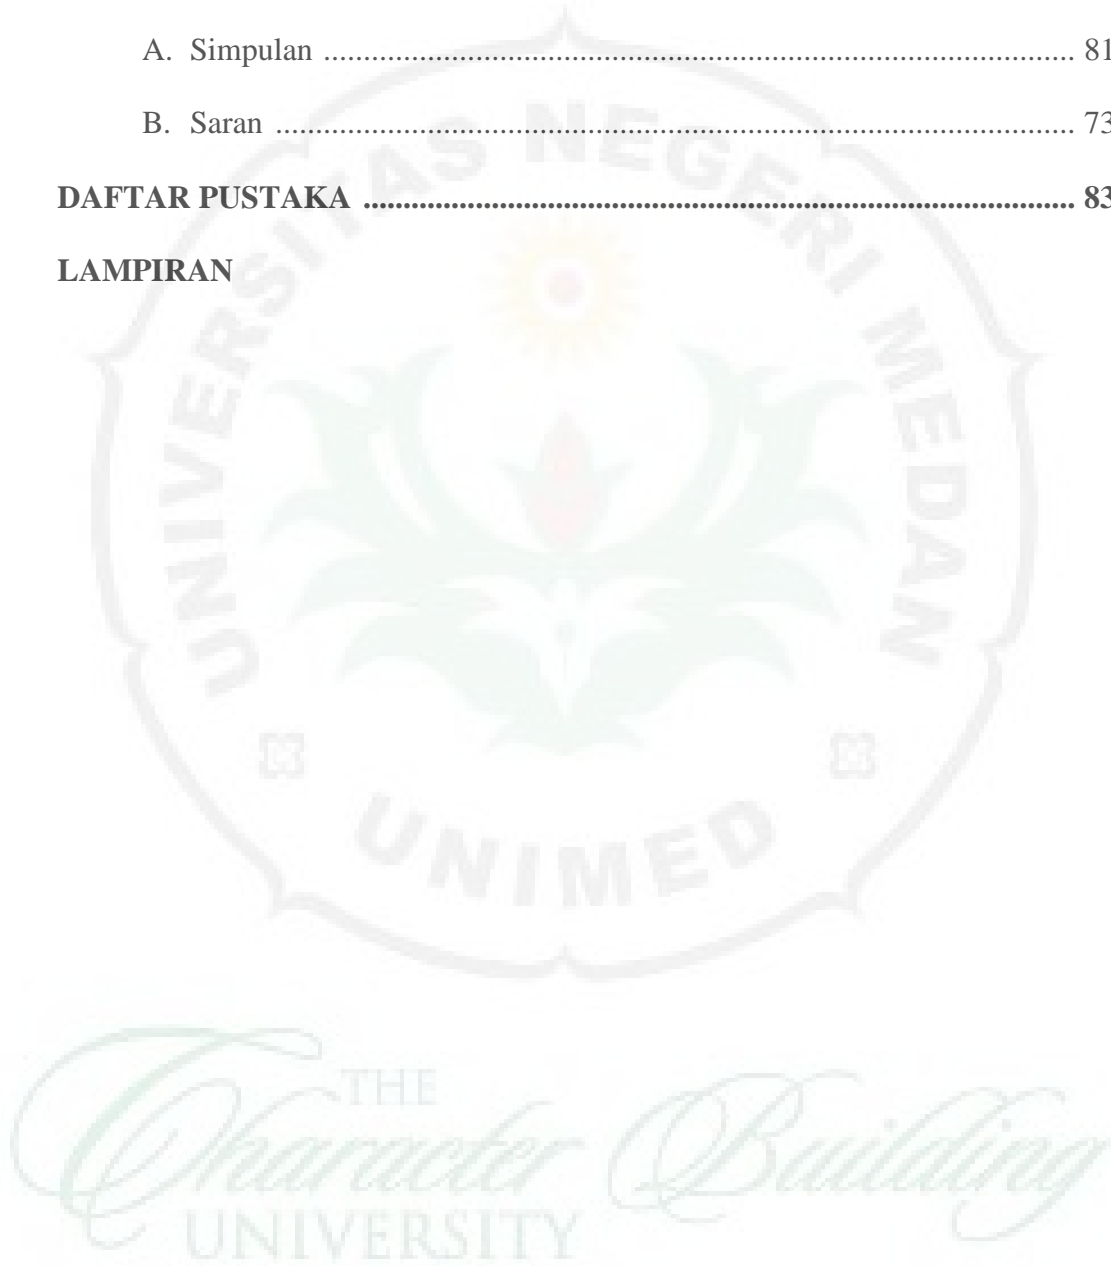 A. Simpulan ................................................................................................ 81
B. Saran ...................................................................................................... 73
DAFTAR PUSTAKA ........................................................................................... 83
LAMPIRAN
UNIVERSITAS NEGERI MEDAN
UNIMED
THE
Character Building
UNIVERSITY